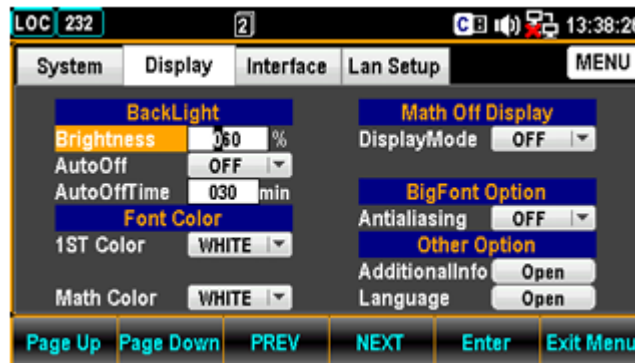 LOC 232 2 C 13:38:20
System Display Interface Lan Setup MENU
BackLight
Brightness 060 %
AutoOff OFF
AutoOffTime 030 min
Font Color
1ST Color WHITE
Math Color WHITE
Math Off Display
DisplayMode OFF
BigFont Option
Antialiasing OFF
Other Option
AdditionalInfo Open
Language Open
Page Up Page Down PREV NEXT Enter Exit Menu